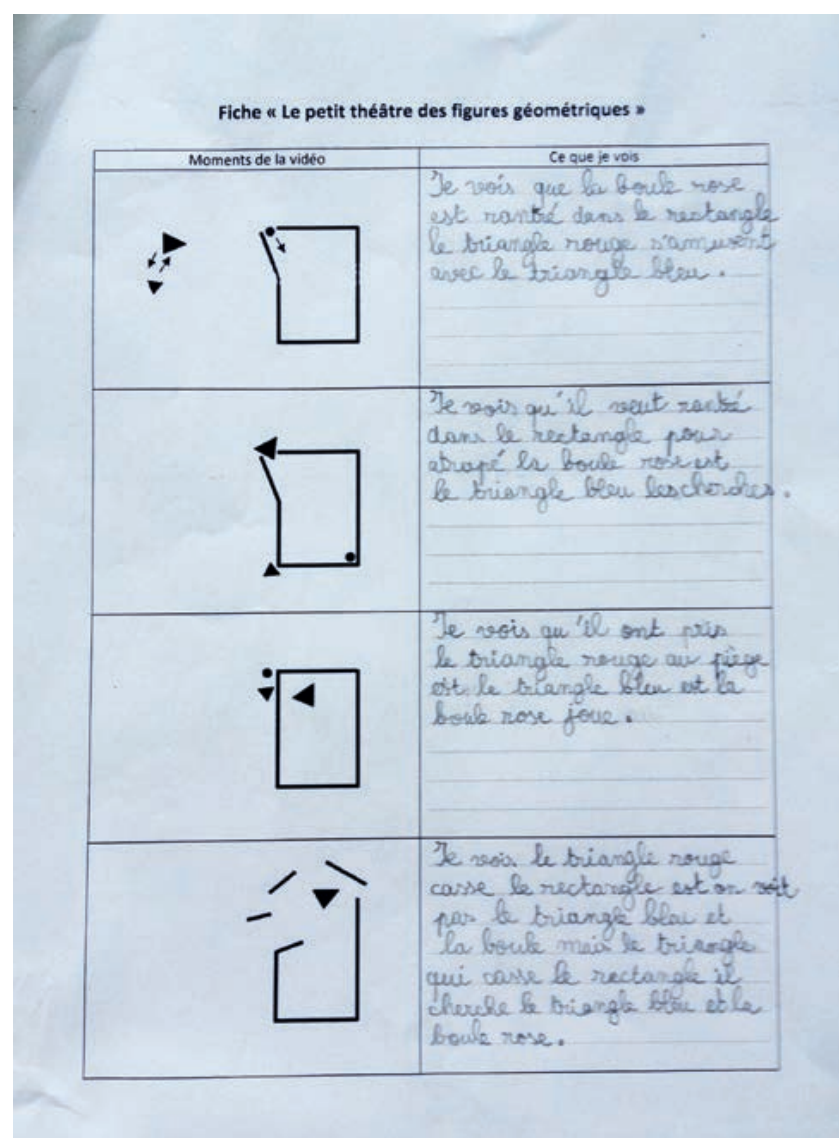 Fiche « Le petit théâtre des figures géométriques »
Moments de la vidéo
Ce que je vois
Je vois que la boule rose
est rantré dans le rectangle
le triangle rouge s'amusent
avec le triangle bleu.
Je vois qu'il veut rantré
dans le rectangle pour
atrapé la boule rose est
le triangle bleu lescherches.
Je vois qu'il ont pris
le triangle rouge au piège
est le triangle bleu est la
boule rose joue.
Je vois le triangle rouge
casse le rectangle est on voit
pas le triangle bleu et
la boule mais le triangle
qui casse le rectangle il
cherche le triangle bleu et la
boule rose.